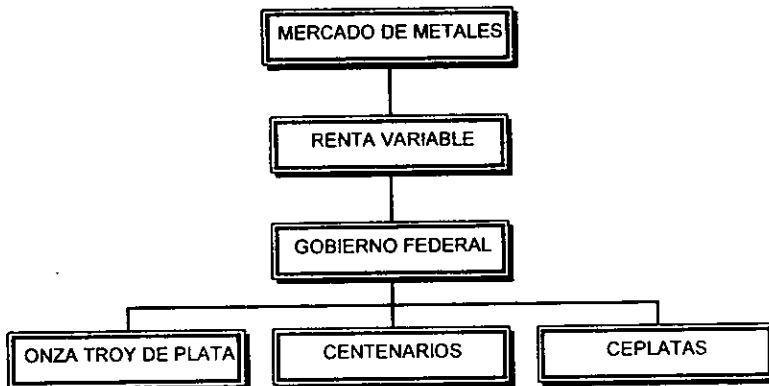 MERCADO DE METALES
RENTA VARIABLE
GOBIERNO FEDERAL
ONZA TROY DE PLATA
CENTENARIOS
CEPLATAS